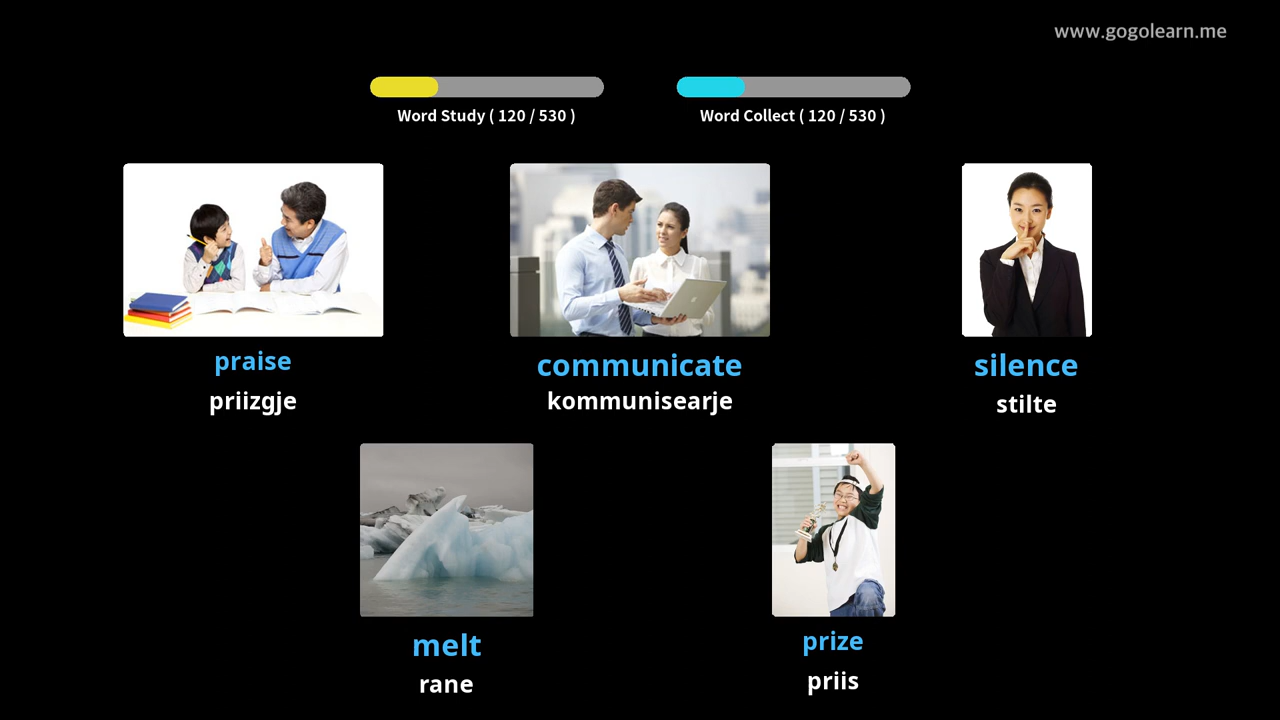 www.gogolearn.me
Word Study ( 120 / 530 )
Word Collect ( 120 / 530 )
praise
priizgje
communicate
kommunisearje
silence
stilte
melt
rane
prize
priis